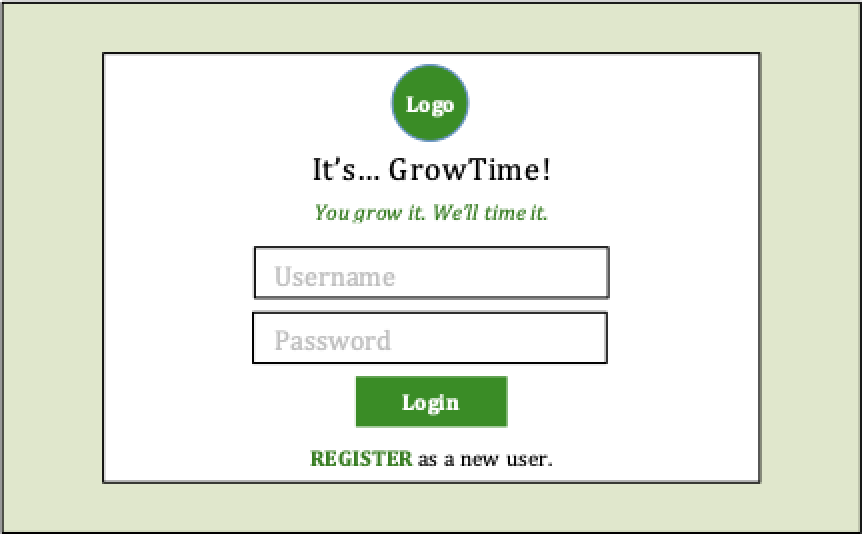 Logo
It's... GrowTime!
You grow it. We'll time it.
Username
Password
Login
REGISTER as a new user.